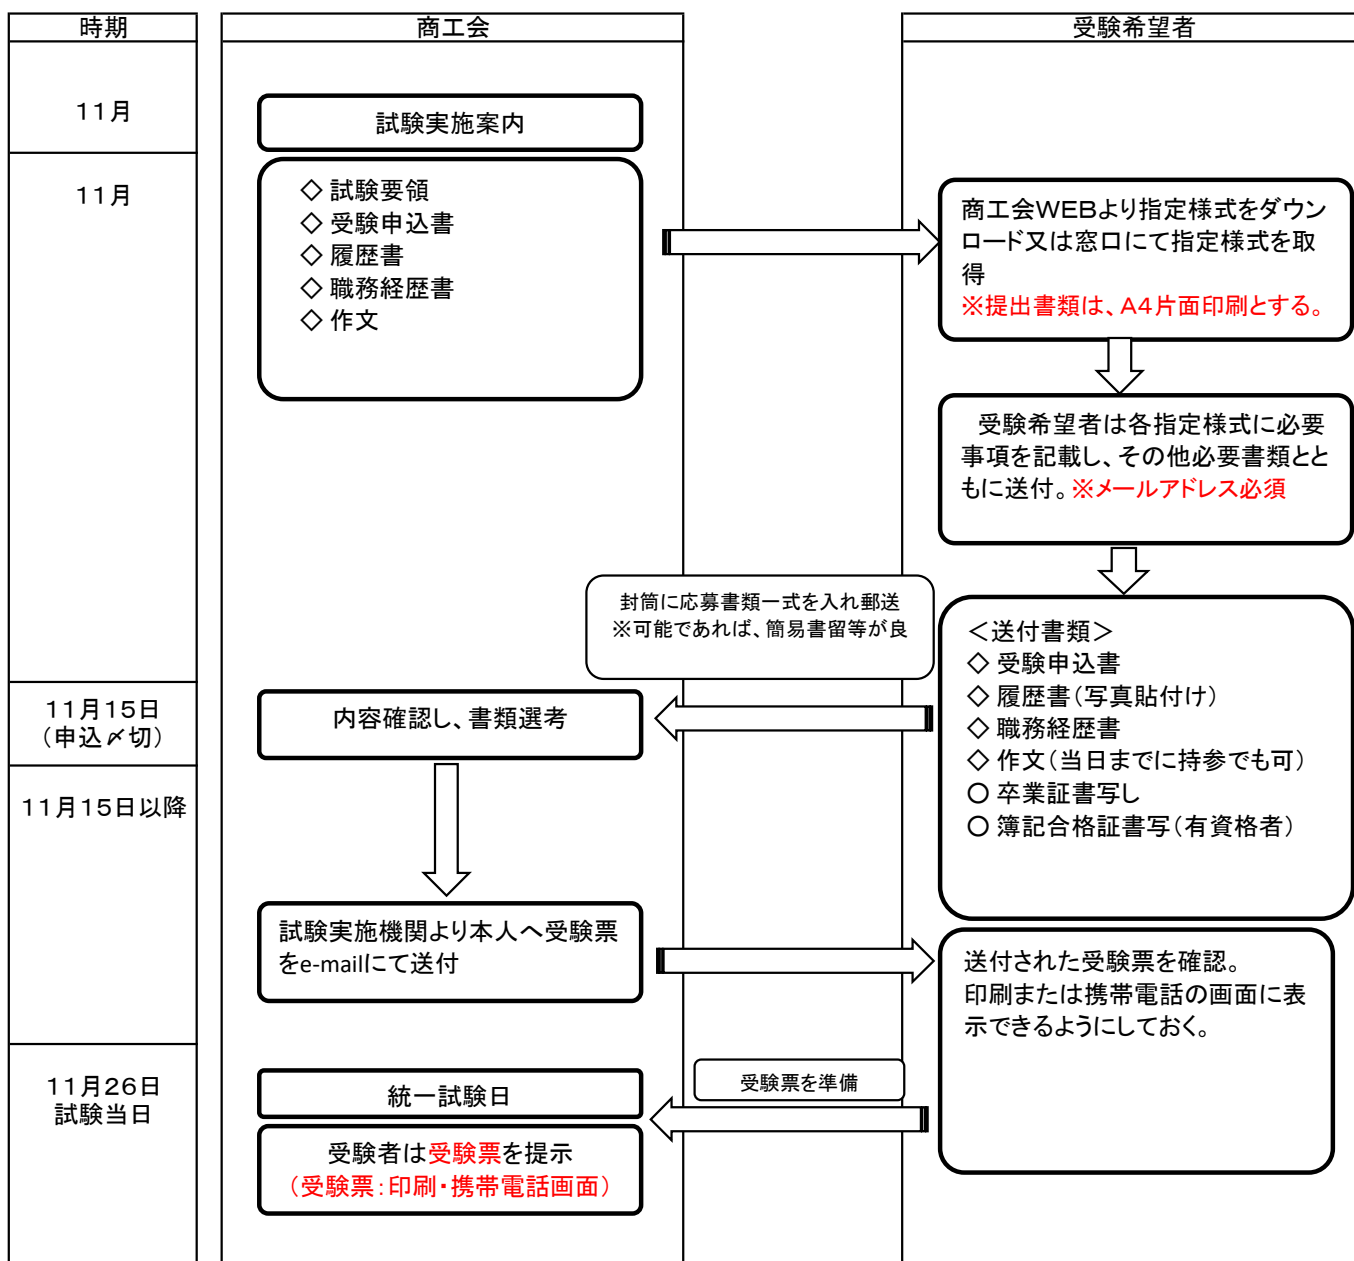 時期
商工会
受験希望者
11月
試験実施案内
11月
◇ 試験要領
◇ 受験申込書
◇ 履歴書
◇ 職務経歴書
◇ 作文
商工会WEBより指定様式をダウン
ロード又は窓口にて指定様式を取
得
※提出書類は、A4片面印刷とする。
受験希望者は各指定様式に必要
事項を記載し、その他必要書類とと
もに送付。※メールアドレス必須
封筒に応募書類一式を入れ郵送
※可能であれば、簡易書留等が良
＜送付書類＞
◇ 受験申込書
◇ 履歴書（写真貼付け）
◇ 職務経歴書
◇ 作文（当日までに持参でも可）
○ 卒業証書写し
○ 簿記合格証書写（有資格者）
11月15日
（申込〆切）
内容確認し、書類選考
11月15日以降
試験実施機関より本人へ受験票
をe-mailにて送付
送付された受験票を確認。
印刷または携帯電話の画面に表
示できるようにしておく。
11月26日
試験当日
受験票を準備
統一試験日
受験者は受験票を提示
（受験票：印刷・携帯電話画面）